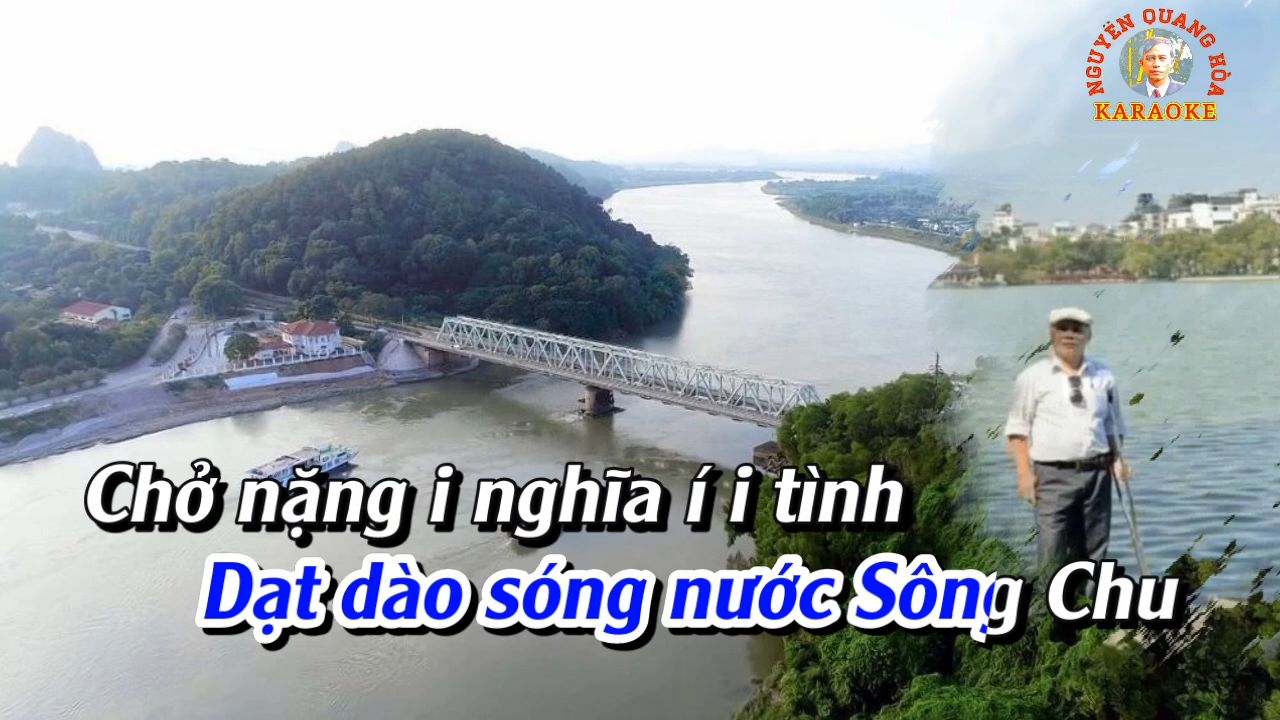 NGUYỄN QUANG HÒA
KARAOKE
Chở nặng i nghĩa í i tình
Dạt dào sóng nước Sông Chu